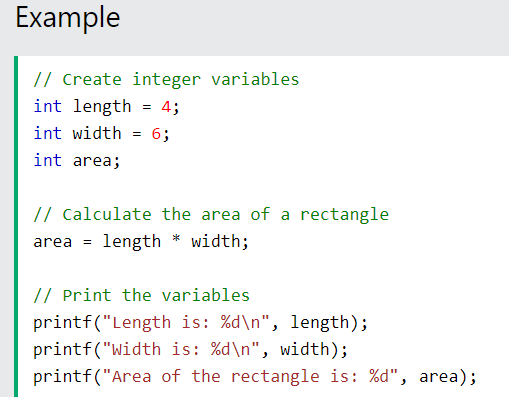 Example
// Create integer variables
int length = 4;
int width = 6;
int area;
// Calculate the area of a rectangle
area = length * width;
// Print the variables
printf("Length is: %d\n", length);
printf("Width is: %d\n", width);
printf("Area of the rectangle is: %d", area);